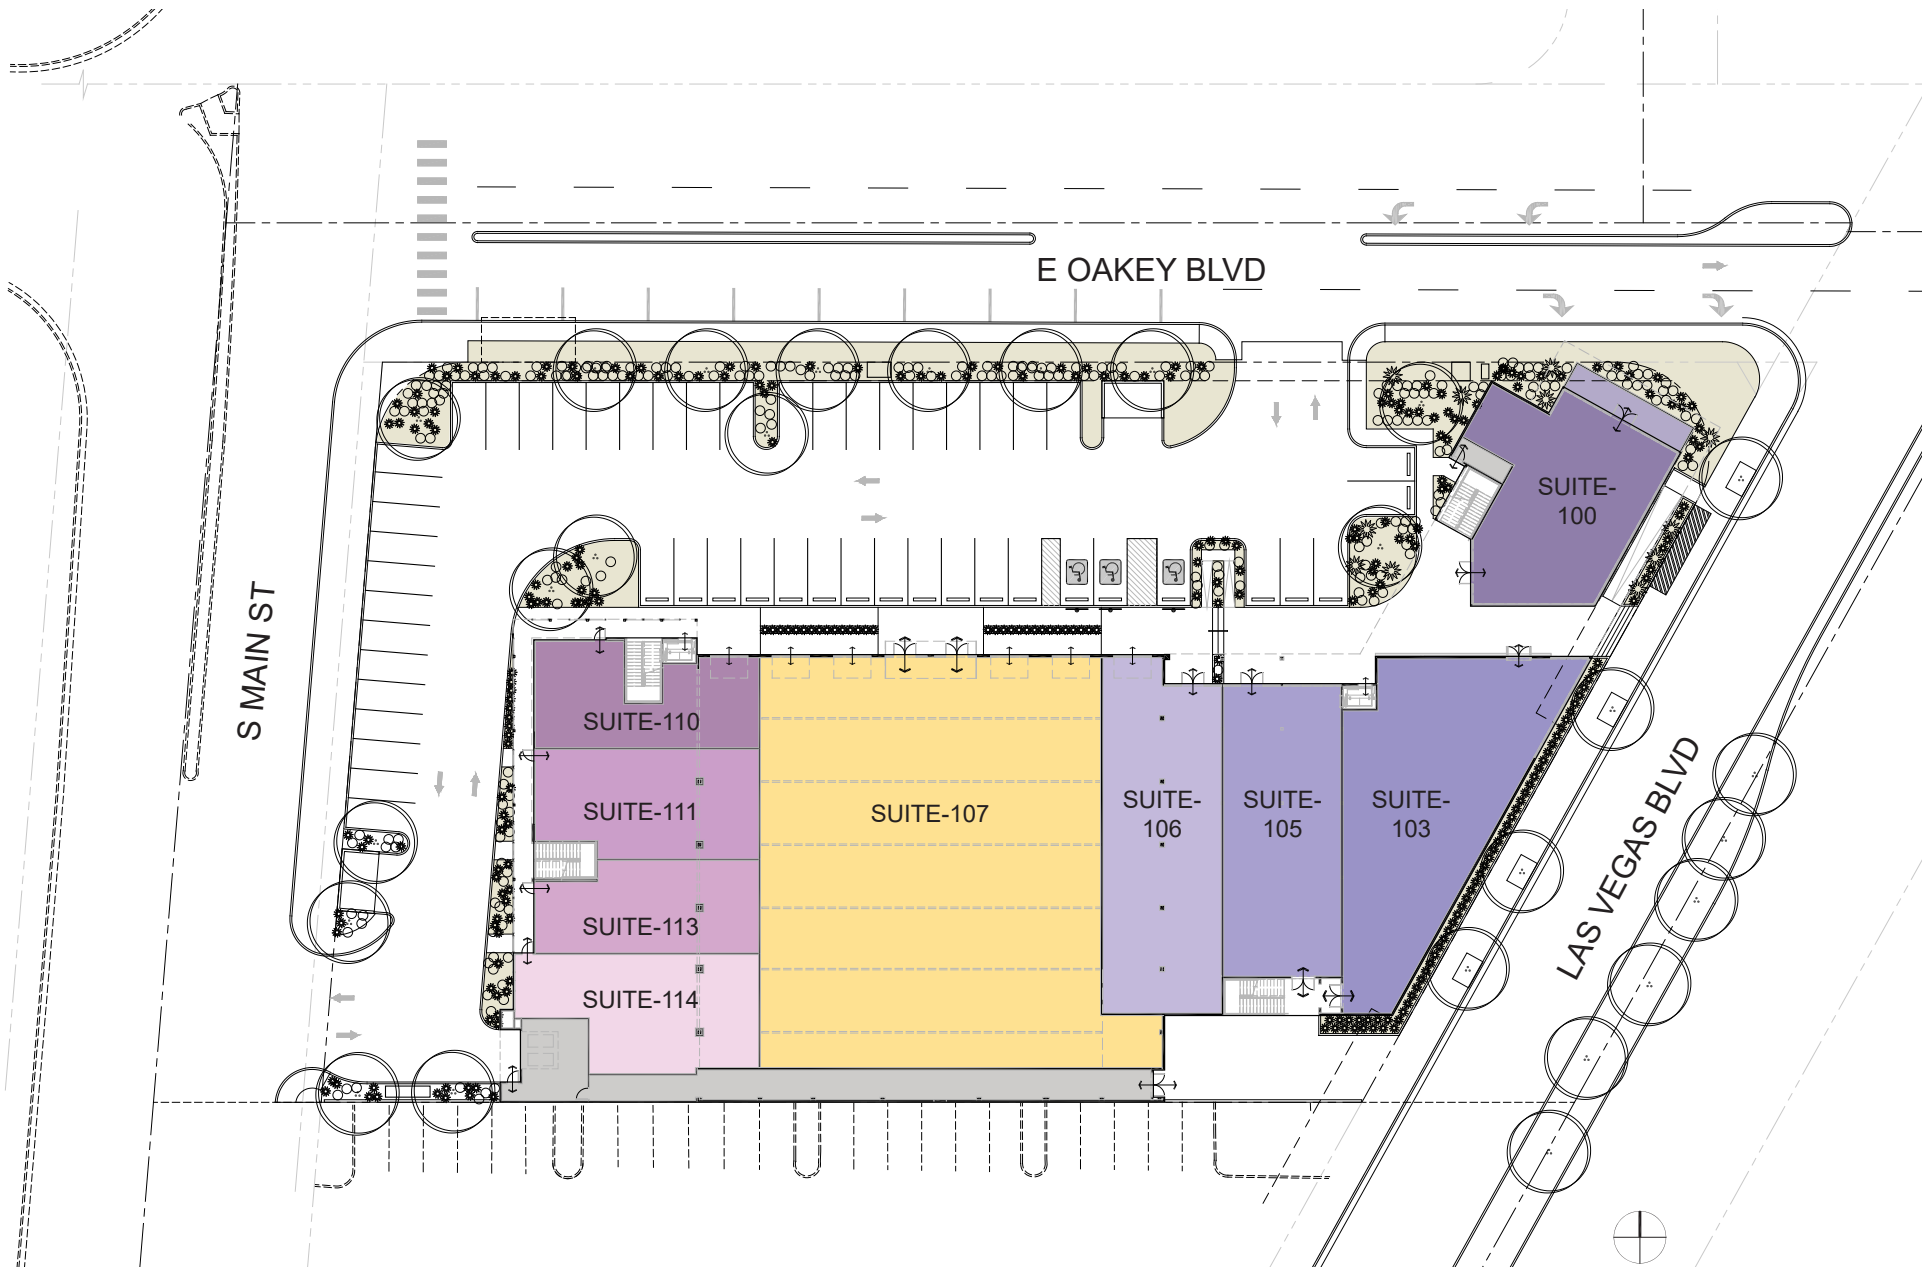 E OAKEY BLVD
SUITE-
100
S MAIN ST
SUITE-110
SUITE-111
SUITE-107
SUITE-
106
SUITE-
105
SUITE-
103
LAS VEGAS BLVD
SUITE-113
SUITE-114